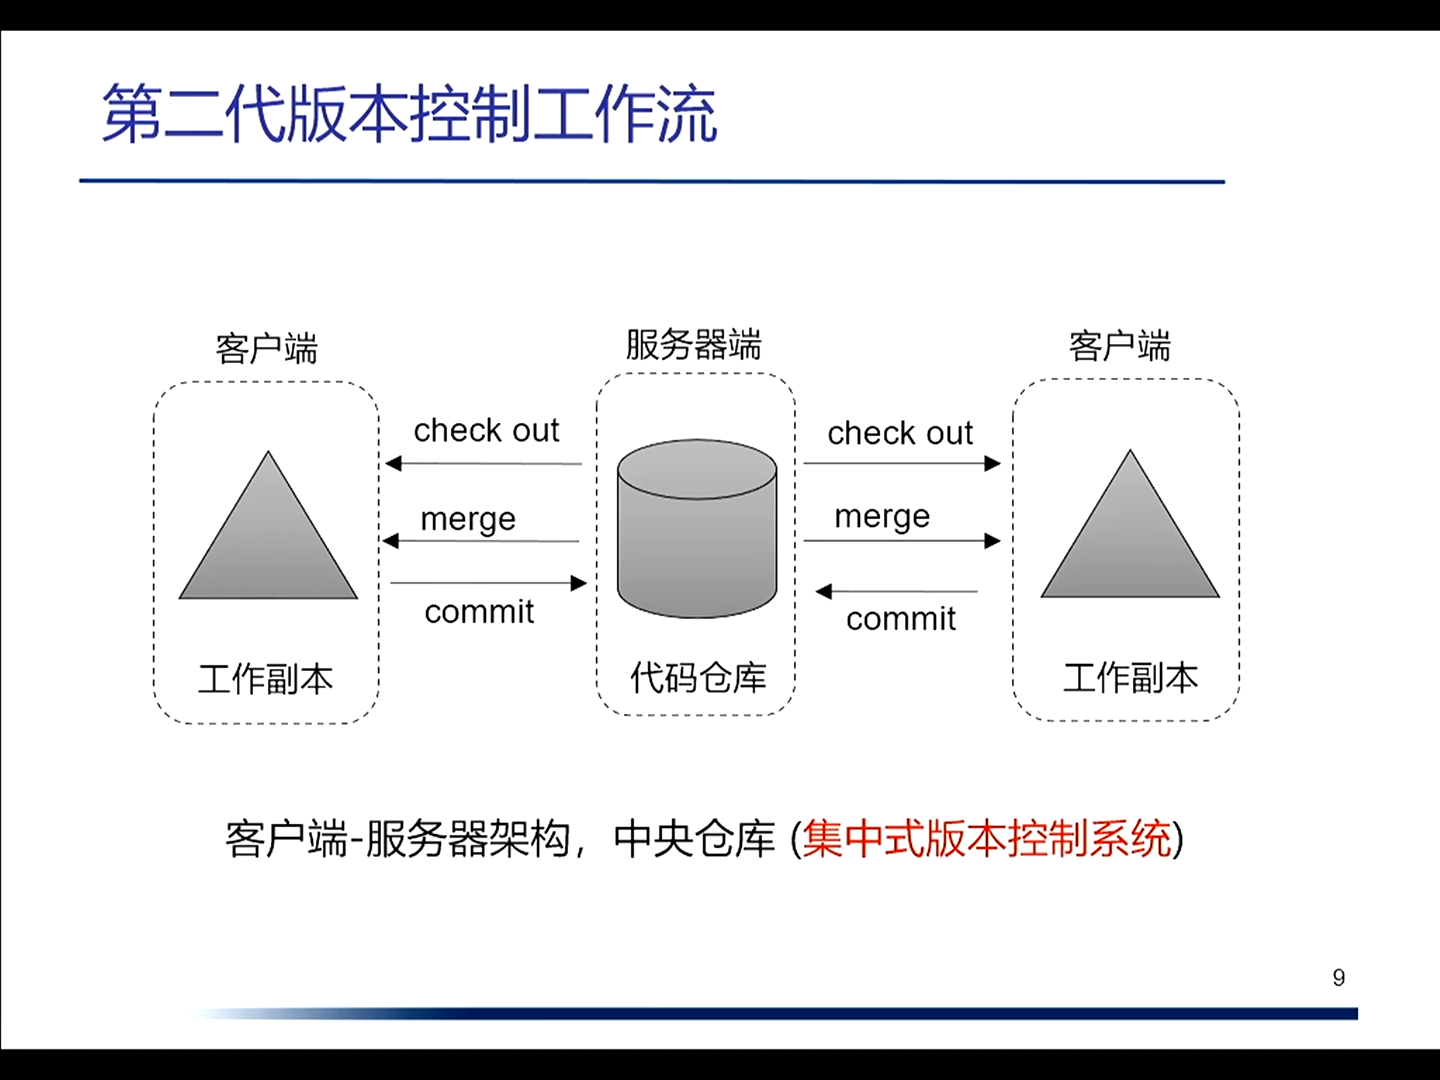 第二代版本控制工作流
客户端
服务器端
客户端
check out
check out
merge
merge
commit
commit
工作副本
代码仓库
工作副本
客户端-服务器架构，中央仓库 (集中式版本控制系统)
9